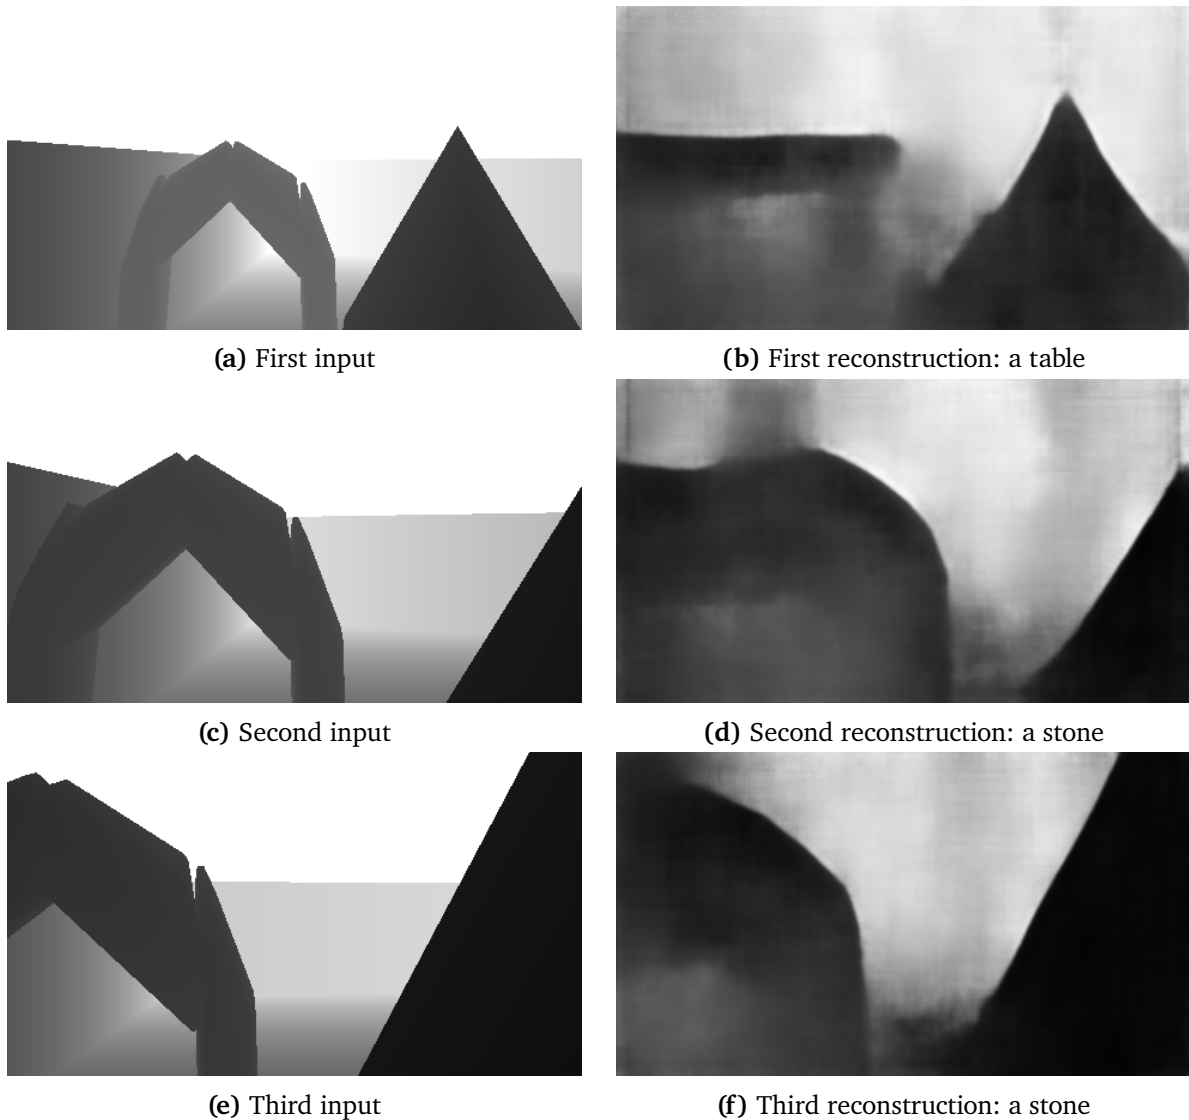 (a) First input
(b) First reconstruction: a table
(c) Second input
(d) Second reconstruction: a stone
(e) Third input
(f) Third reconstruction: a stone